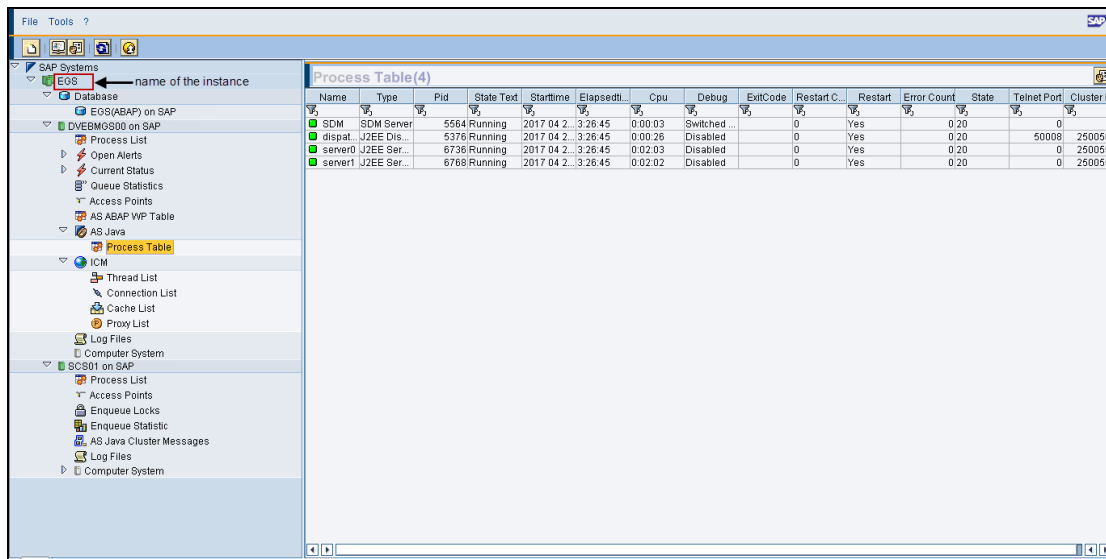 File Tools ?
SAP
SAP Systems
EGS name of the instance
Database
EGS(ABAP) on SAP
DVEBMGS00 on SAP
Process List
Open Alerts
Current Status
Queue Statistics
Access Points
AS ABAP WP Table
AS Java
Process Table
ICM
Thread List
Connection List
Cache List
Proxy List
Log Files
Computer System
SCS01 on SAP
Process List
Access Points
Enqueue Locks
Enqueue Statistic
AS Java Cluster Messages
Log Files
Computer System
Process Table(4)
Name Type Pid State Text Starttime Elapsedti... Cpu Debug ExitCode Restart C... Restart Error Count State Telnet Port Cluster
SDM SDM Server 5564 Running 2017 04 2... 3:26:45 0:00:03 Switched ... 0 Yes 0 20 0
dispat... J2EE Dis... 5376 Running 2017 04 2... 3:26:45 0:00:26 Disabled 0 Yes 0 20 50008 25005
server0 J2EE Ser... 6736 Running 2017 04 2... 3:26:45 0:02:03 Disabled 0 Yes 0 20 0 25005
server1 J2EE Ser... 6768 Running 2017 04 2... 3:26:45 0:02:02 Disabled 0 Yes 0 20 0 25005